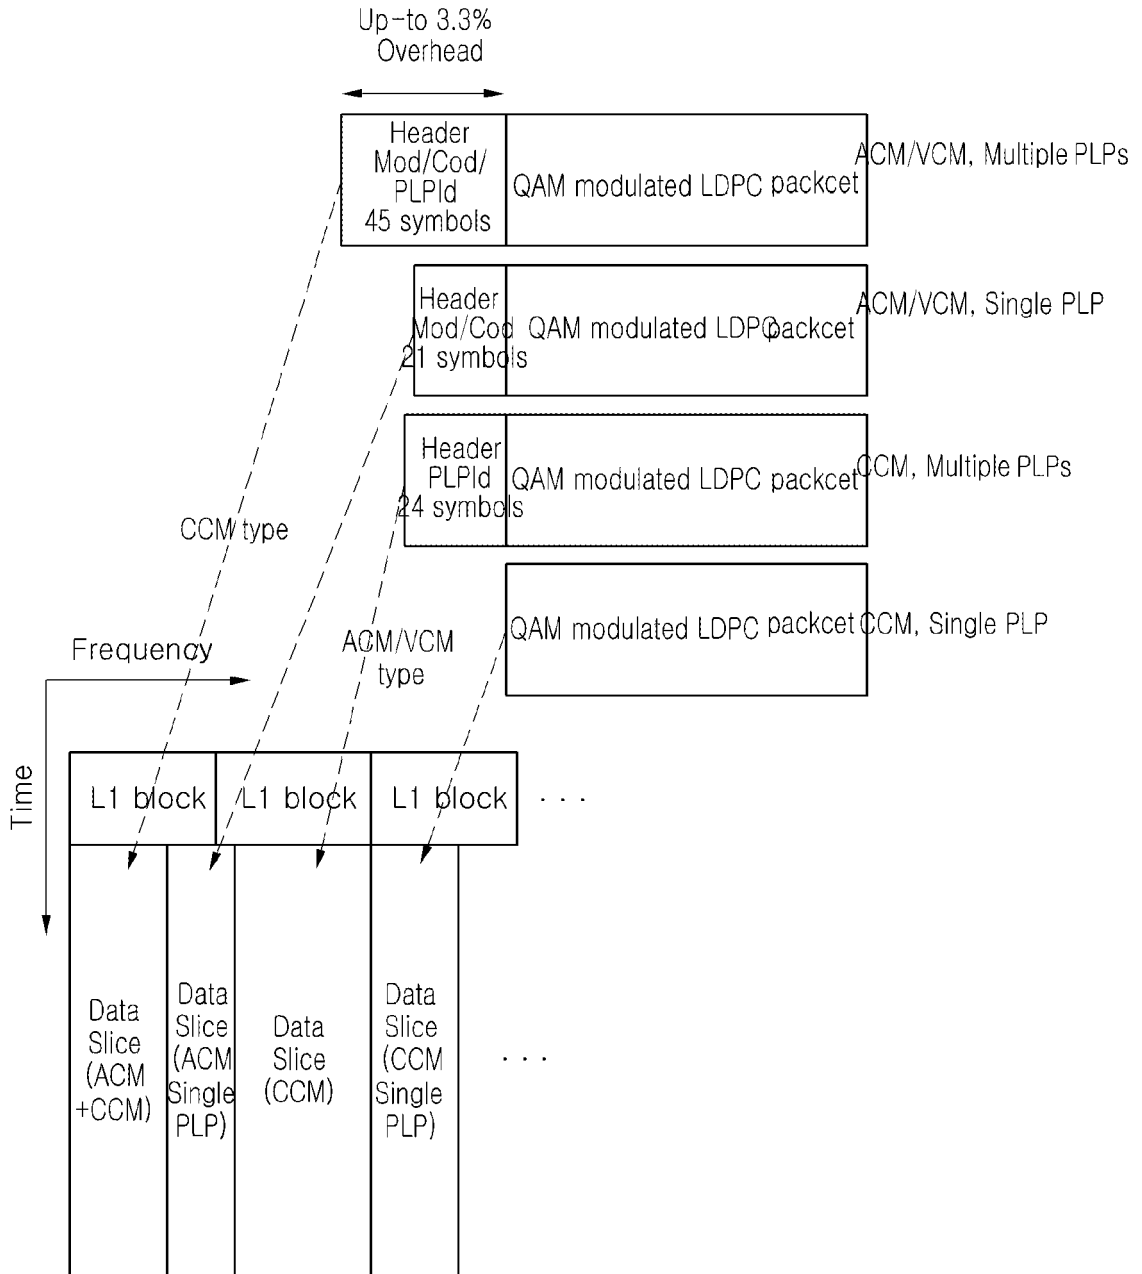 Up-to 3.3%
Overhead
Header
Mod/Cod/
PLPId
45 symbols
QAM modulated LDPC packcet
ACM/VCM, Multiple PLPs
Header
Mod/Cod
21 symbols
QAM modulated LDPC packcet
ACM/VCM, Single PLP
Header
PLPId
24 symbols
QAM modulated LDPC packcet
CCM, Multiple PLPs
CCM type
QAM modulated LDPC packcet
CCM, Single PLP
ACM/VCM
type
Frequency
Time
L1 block
L1 block
L1 block
. . .
Data
Slice
(ACM
+CCM)
Data
Slice
(ACM
Single
PLP)
Data
Slice
(CCM)
Data
Slice
(CCM
Single
PLP)
. . .